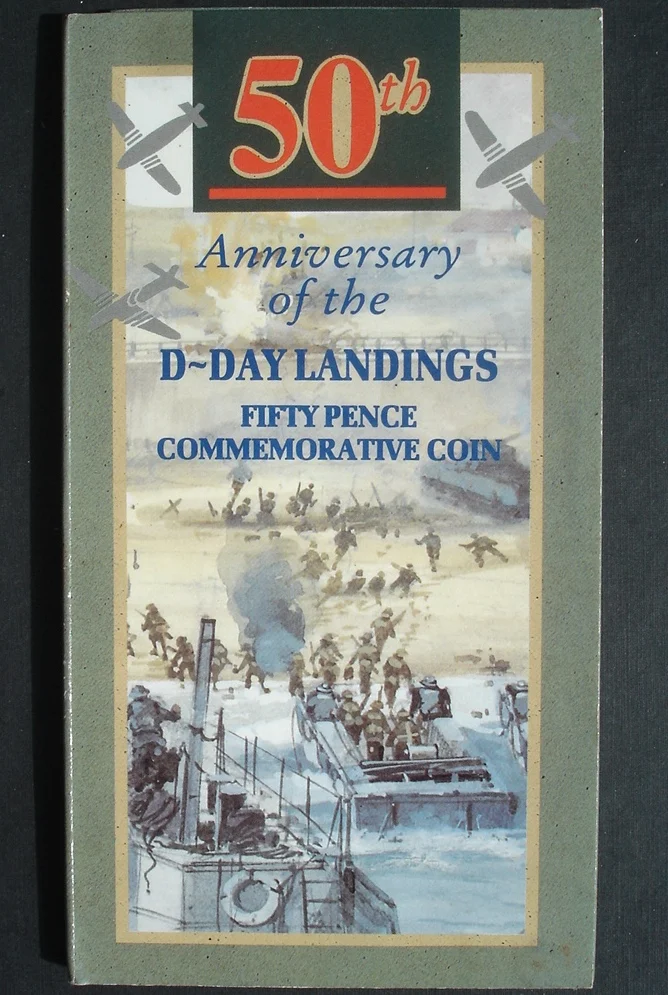 50th
Anniversary
of the
D~DAY LANDINGS
FIFTY PENCE
COMMEMORATIVE COIN